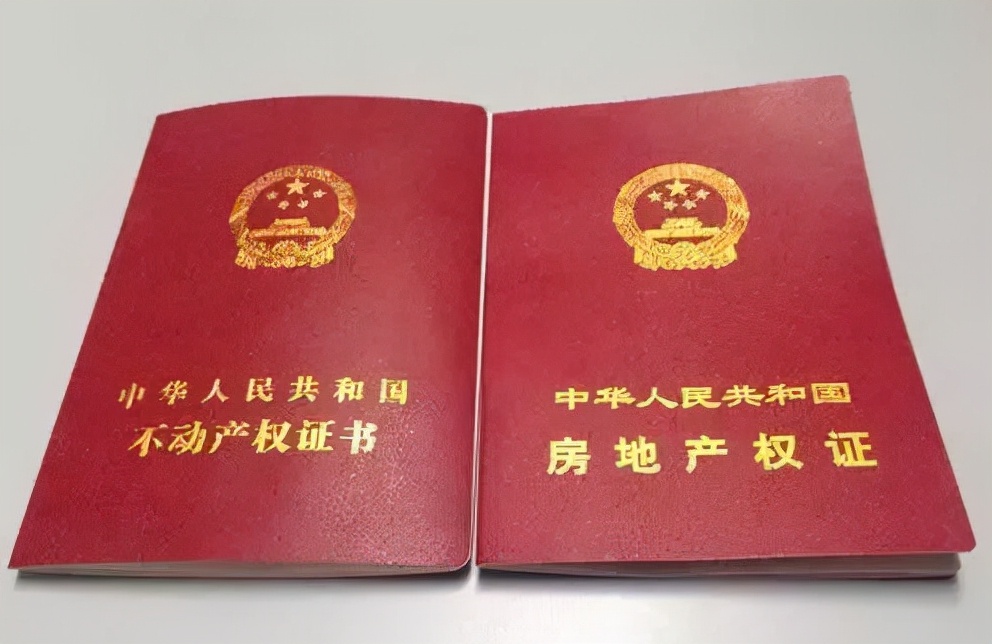 中华人民共和国
不动产权证书
中华人民共和国
房地产权证